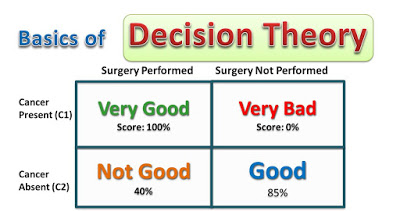 Basics of Decision Theory
Surgery Performed Surgery Not Performed
Cancer
Present (C1)
Very Good
Score: 100%
Very Bad
Score: 0%
Cancer
Absent (C2)
Not Good
40%
Good
85%